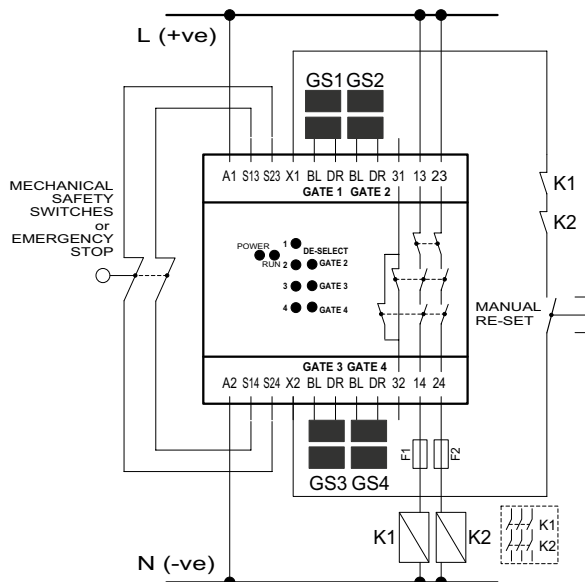 L (+ve)
GS1 GS2
A1 S13 S23 X1 BL DR BL DR 31 13 23
GATE 1 GATE 2
K1
K2
MECHANICAL
SAFETY
SWITCHES
or
EMERGENCY
STOP
POWER
RUN
1
DE-SELECT
2
GATE 2
3
GATE 3
4
GATE 4
MANUAL
RE-SET
GATE 3 GATE 4
A2 S14 S24 X2 BL DR BL DR 32 14 24
F1
F2
GS3 GS4
K1
K2
K1
K2
N (-ve)